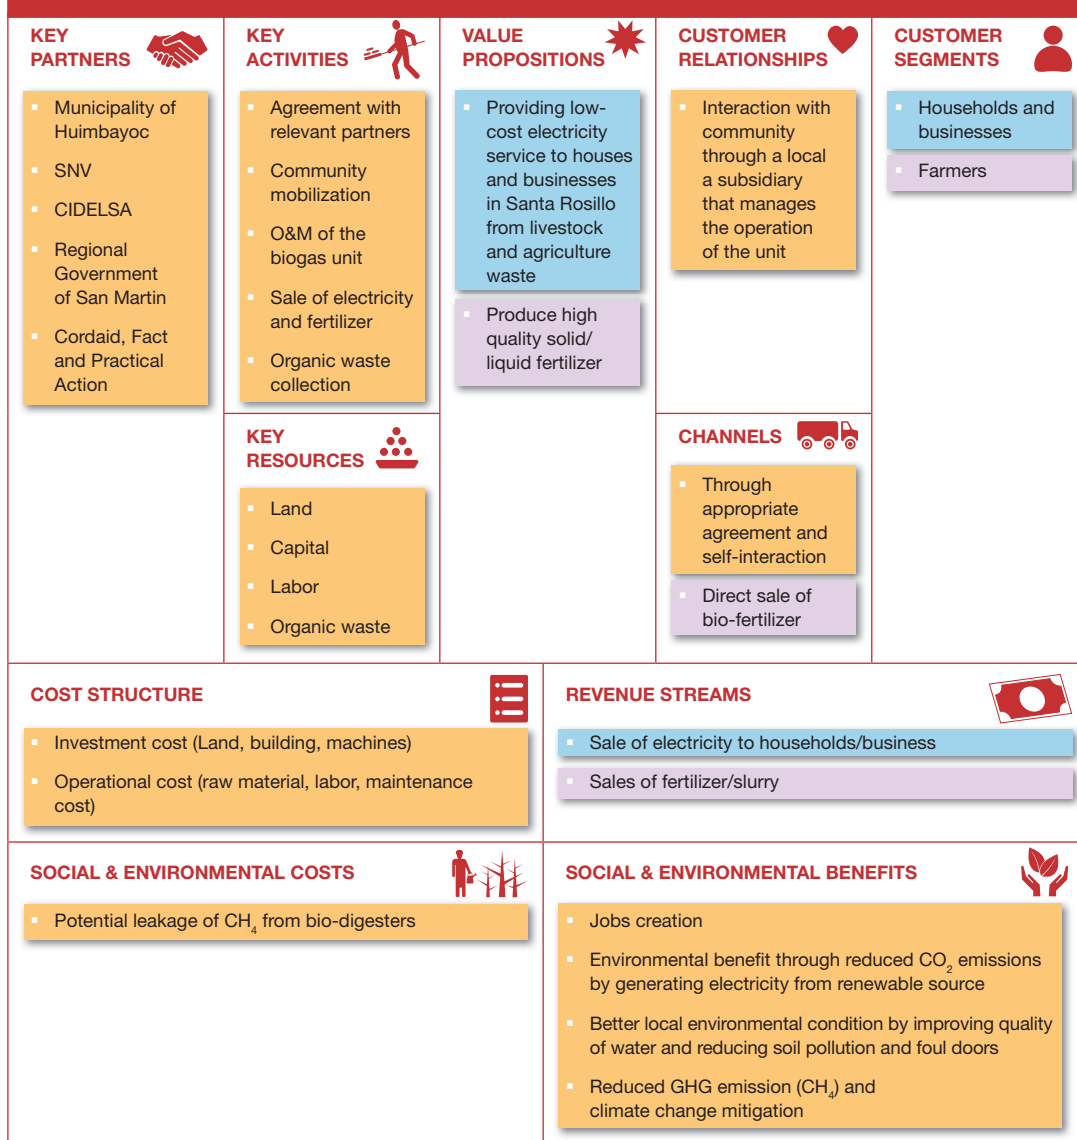 KEY
PARTNERS
▪ Municipality of
Huimbayoc
▪ SNV
▪ CIDELSA
▪ Regional
Government
of San Martin
▪ Cordaid, Fact
and Practical
Action
KEY
ACTIVITIES
▪ Agreement with
relevant partners
▪ Community
mobilization
▪ O&M of the
biogas unit
▪ Sale of electricity
and fertilizer
▪ Organic waste
collection
KEY
RESOURCES
▪ Land
▪ Capital
▪ Labor
▪ Organic waste
VALUE
PROPOSITIONS
▪ Providing low-
cost electricity
service to houses
and businesses
in Santa Rosillo
from livestock
and agriculture
waste
▪ Produce high
quality solid/
liquid fertilizer
CUSTOMER
RELATIONSHIPS
▪ Interaction with
community
through a local
a subsidiary
that manages
the operation
of the unit
CHANNELS
▪ Through
appropriate
agreement and
self-interaction
▪ Direct sale of
bio-fertilizer
CUSTOMER
SEGMENTS
▪ Households and
businesses
▪ Farmers
COST STRUCTURE
▪ Investment cost (Land, building, machines)
▪ Operational cost (raw material, labor, maintenance
cost)
REVENUE STREAMS
▪ Sale of electricity to households/business
▪ Sales of fertilizer/slurry
SOCIAL & ENVIRONMENTAL COSTS
▪ Potential leakage of CH₄ from bio-digesters
SOCIAL & ENVIRONMENTAL BENEFITS
▪ Jobs creation
▪ Environmental benefit through reduced CO₂ emissions
by generating electricity from renewable source
▪ Better local environmental condition by improving quality
of water and reducing soil pollution and foul doors
▪ Reduced GHG emission (CH₄) and
climate change mitigation